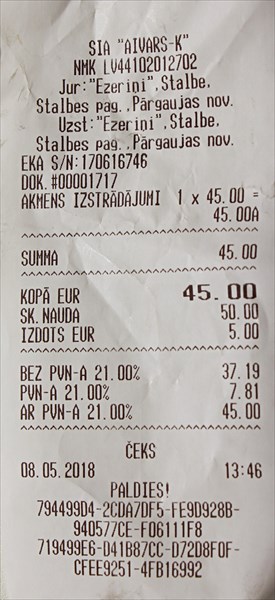 SIA "AIVARS-K"
NMK LV44102012702
Jur:"Ezeriņi",Stalbe,
Stalbes pag.,Pārgaujas nov.
Uzst:"Ezeriņi",Stalbe,
Stalbes pag.,Pārgaujas nov.
EKA S/N:170616746
DOK.#00001717
AKMENS IZSTRĀDĀJUMI 1 x 45.00 =
45.00A
SUMMA 45.00
KOPĀ EUR 45.00
SK.NAUDA 50.00
IZDOTS EUR 5.00
BEZ PVN-A 21.00% 37.19
PVN-A 21.00% 7.81
AR PVN-A 21.00% 45.00
ČEKS
08.05.2018 13:46
PALDIES!
794499D4-2CDA7DF5-FE9D928B-
940577CE-F06111F8
719499E6-D41B87CC-D72D8F0F-
CFEE9251-4FB16992